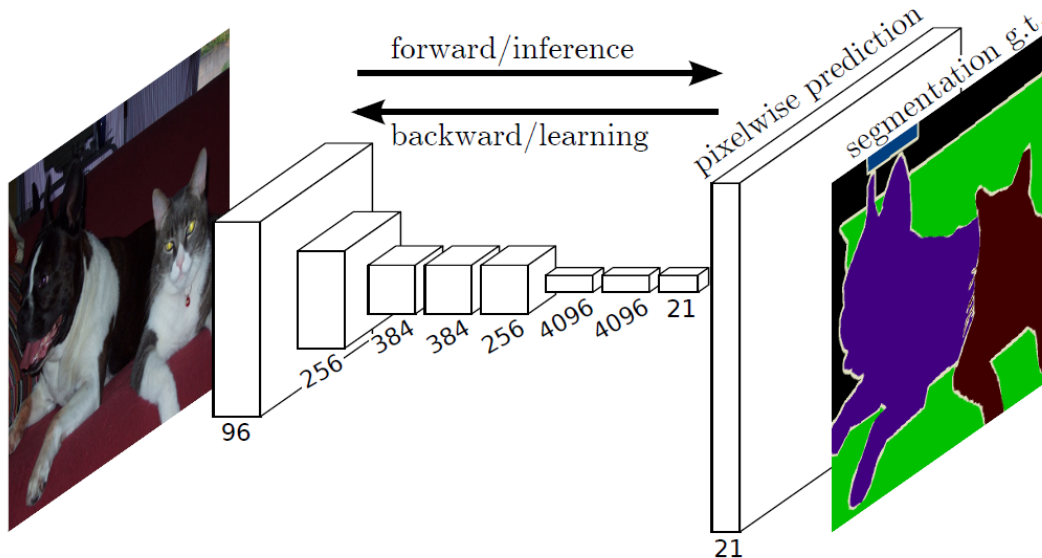 forward/inference
backward/learning
pixelwise prediction
segmentation g.t.
96
256
384
384
256
4096
4096
21
21